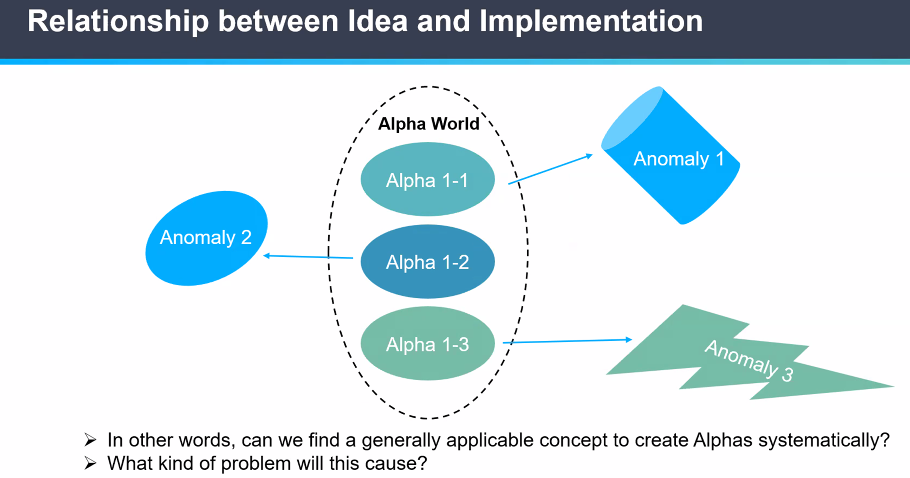 Relationship between Idea and Implementation
Alpha World
Alpha 1-1
Anomaly 1
Anomaly 2
Alpha 1-2
Alpha 1-3
Anomaly 3
➢ In other words, can we find a generally applicable concept to create Alphas systematically?
➢ What kind of problem will this cause?